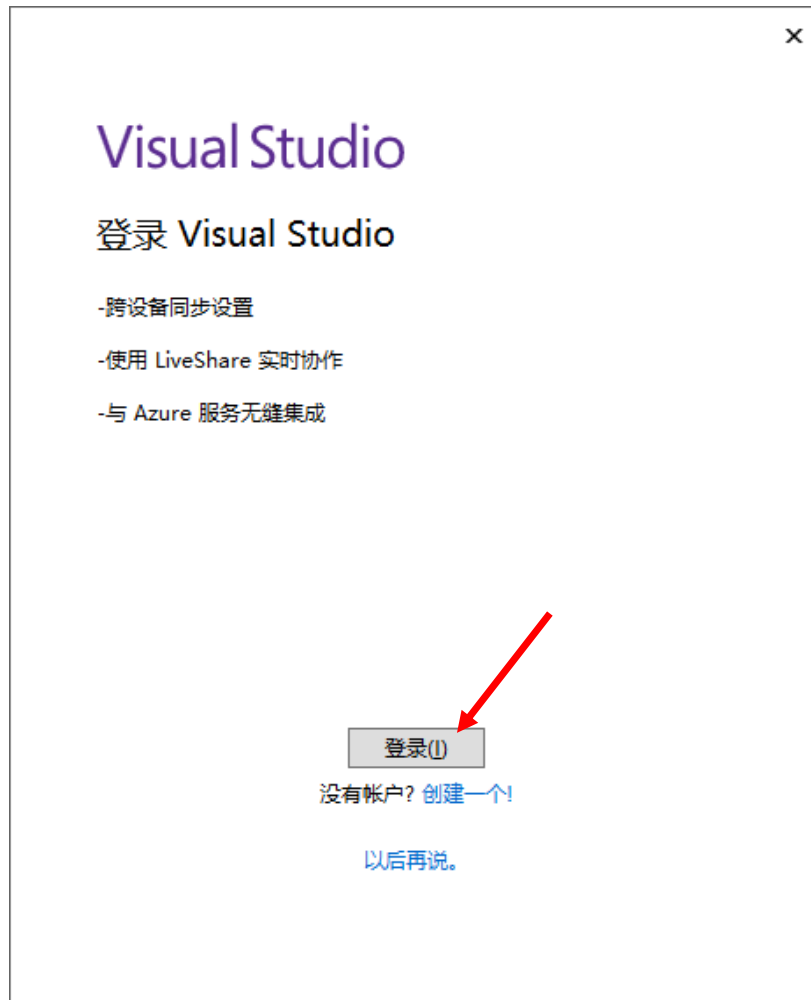 Visual Studio
登录 Visual Studio
-跨设备同步设置
-使用 LiveShare 实时协作
-与 Azure 服务无缝集成
登录(I)
没有帐户? 创建一个!
以后再说。